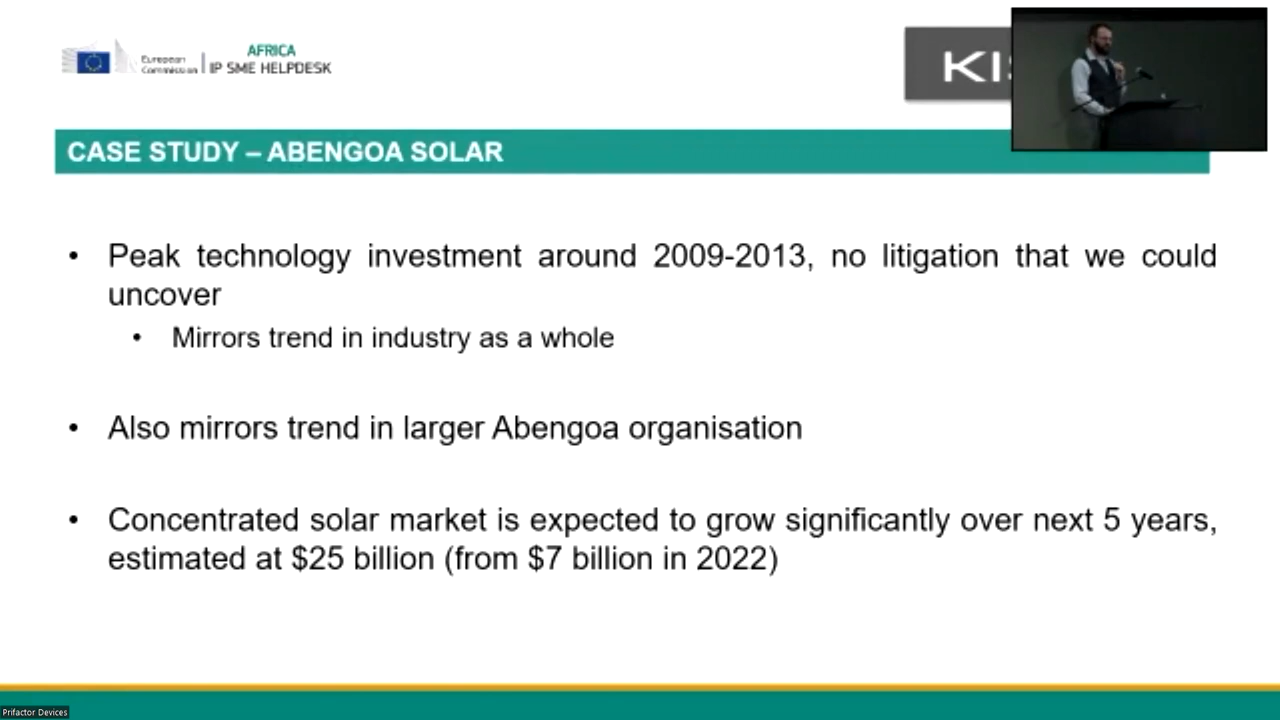 European
Commission
AFRICA
IP SME HELPDESK
CASE STUDY – ABENGOA SOLAR
• Peak technology investment around 2009-2013, no litigation that we could
uncover
• Mirrors trend in industry as a whole
• Also mirrors trend in larger Abengoa organisation
• Concentrated solar market is expected to grow significantly over next 5 years,
estimated at $25 billion (from $7 billion in 2022)
Prifactor Devices